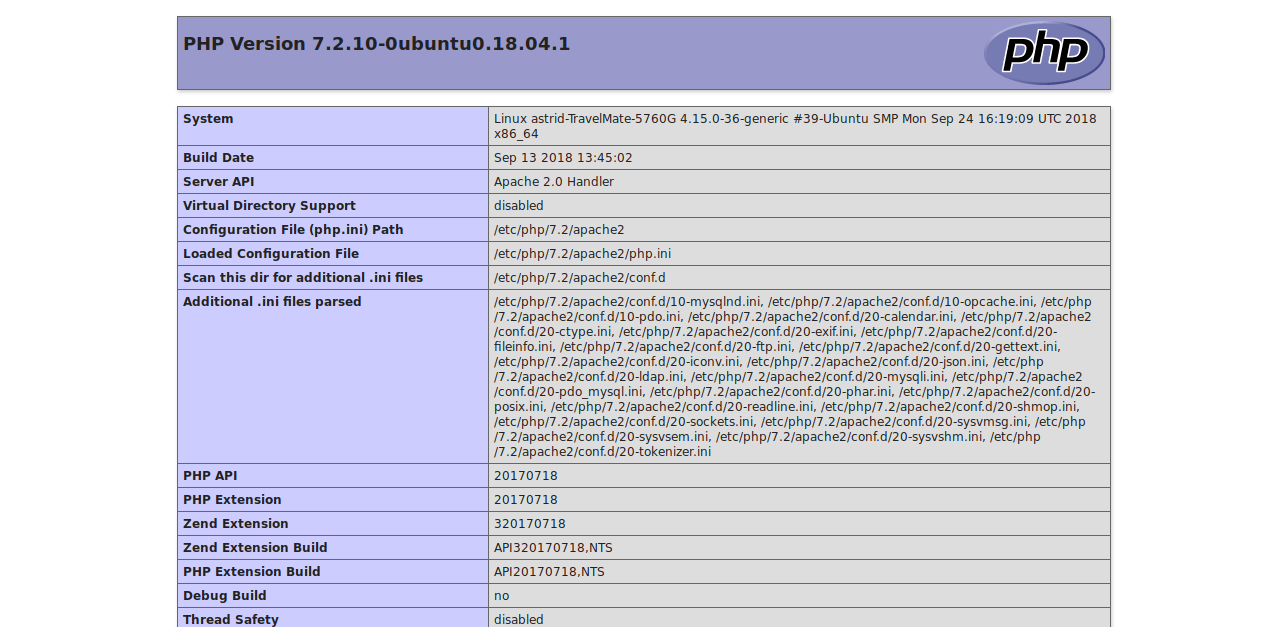 PHP Version 7.2.10-0ubuntu0.18.04.1
php
System
Linux astrid-TravelMate-5760G 4.15.0-36-generic #39-Ubuntu SMP Mon Sep 24 16:19:09 UTC 2018
x86_64
Build Date
Sep 13 2018 13:45:02
Server API
Apache 2.0 Handler
Virtual Directory Support
disabled
Configuration File (php.ini) Path
/etc/php/7.2/apache2
Loaded Configuration File
/etc/php/7.2/apache2/php.ini
Scan this dir for additional .ini files
/etc/php/7.2/apache2/conf.d
Additional .ini files parsed
/etc/php/7.2/apache2/conf.d/10-mysqlnd.ini, /etc/php/7.2/apache2/conf.d/10-opcache.ini, /etc/php
/7.2/apache2/conf.d/10-pdo.ini, /etc/php/7.2/apache2/conf.d/20-calendar.ini, /etc/php/7.2/apache2
/conf.d/20-ctype.ini, /etc/php/7.2/apache2/conf.d/20-exif.ini, /etc/php/7.2/apache2/conf.d/20-
fileinfo.ini, /etc/php/7.2/apache2/conf.d/20-ftp.ini, /etc/php/7.2/apache2/conf.d/20-gettext.ini,
/etc/php/7.2/apache2/conf.d/20-iconv.ini, /etc/php/7.2/apache2/conf.d/20-json.ini, /etc/php
/7.2/apache2/conf.d/20-ldap.ini, /etc/php/7.2/apache2/conf.d/20-mysqli.ini, /etc/php/7.2/apache2
/conf.d/20-pdo_mysql.ini, /etc/php/7.2/apache2/conf.d/20-phar.ini, /etc/php/7.2/apache2/conf.d/20-
posix.ini, /etc/php/7.2/apache2/conf.d/20-readline.ini, /etc/php/7.2/apache2/conf.d/20-shmop.ini,
/etc/php/7.2/apache2/conf.d/20-sockets.ini, /etc/php/7.2/apache2/conf.d/20-sysvmsg.ini, /etc/php
/7.2/apache2/conf.d/20-sysvsem.ini, /etc/php/7.2/apache2/conf.d/20-sysvshm.ini, /etc/php
/7.2/apache2/conf.d/20-tokenizer.ini
PHP API
20170718
PHP Extension
20170718
Zend Extension
320170718
Zend Extension Build
API320170718,NTS
PHP Extension Build
API20170718,NTS
Debug Build
no
Thread Safety
disabled